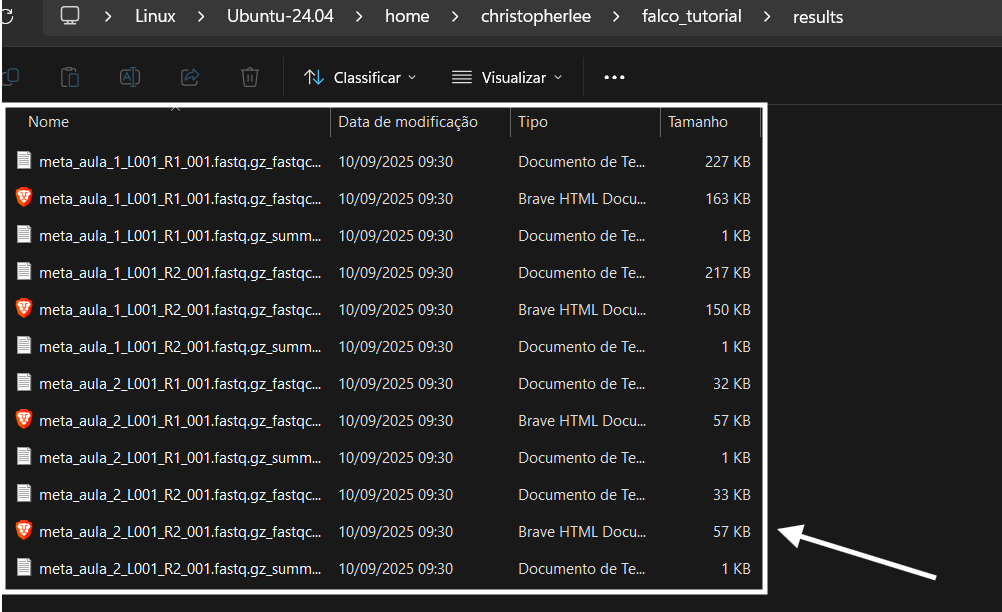 Linux > Ubuntu-24.04 > home > christopherlee > falco_tutorial > results
Classificar Visualizar ...
Nome Data de modificação Tipo Tamanho
meta_aula_1_L001_R1_001.fastq.gz_fastqc... 10/09/2025 09:30 Documento de Te... 227 KB
meta_aula_1_L001_R1_001.fastq.gz_fastqc... 10/09/2025 09:30 Brave HTML Docu... 163 KB
meta_aula_1_L001_R1_001.fastq.gz_summ... 10/09/2025 09:30 Documento de Te... 1 KB
meta_aula_1_L001_R2_001.fastq.gz_fastqc... 10/09/2025 09:30 Documento de Te... 217 KB
meta_aula_1_L001_R2_001.fastq.gz_fastqc... 10/09/2025 09:30 Brave HTML Docu... 150 KB
meta_aula_1_L001_R2_001.fastq.gz_summ... 10/09/2025 09:30 Documento de Te... 1 KB
meta_aula_2_L001_R1_001.fastq.gz_fastqc... 10/09/2025 09:30 Documento de Te... 32 KB
meta_aula_2_L001_R1_001.fastq.gz_fastqc... 10/09/2025 09:30 Brave HTML Docu... 57 KB
meta_aula_2_L001_R1_001.fastq.gz_summ... 10/09/2025 09:30 Documento de Te... 1 KB
meta_aula_2_L001_R2_001.fastq.gz_fastqc... 10/09/2025 09:30 Documento de Te... 33 KB
meta_aula_2_L001_R2_001.fastq.gz_fastqc... 10/09/2025 09:30 Brave HTML Docu... 57 KB
meta_aula_2_L001_R2_001.fastq.gz_summ... 10/09/2025 09:30 Documento de Te... 1 KB